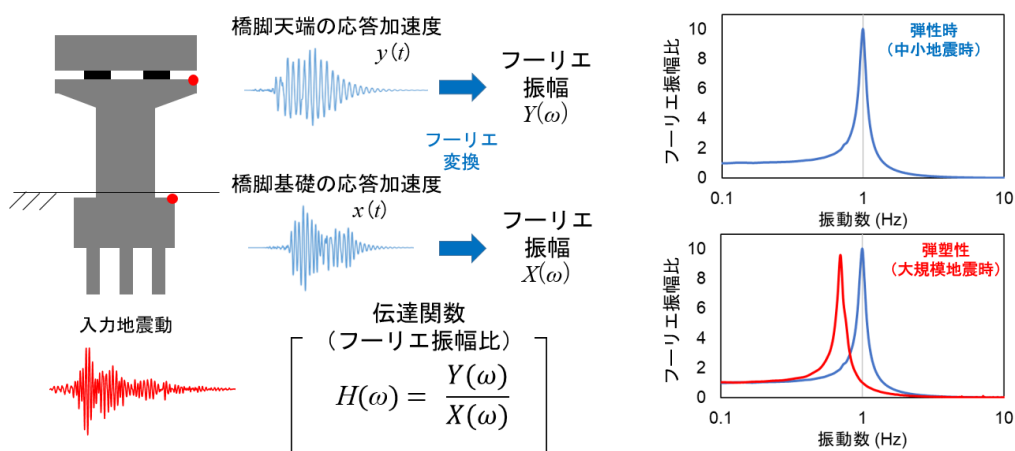 橋脚天端の応答加速度
y(t)
フーリエ
振幅
Y(ω)
フーリエ
変換
橋脚基礎の応答加速度
x(t)
フーリエ
振幅
X(ω)
入力地震動
伝達関数
（フーリエ振幅比）
H(ω) = Y(ω) / X(ω)
フーリエ振幅比
10
8
6
4
2
0
弾性時
（中小地震時）
0.1
1
10
振動数 (Hz)
フーリエ振幅比
10
8
6
4
2
0
弾塑性
（大規模地震時）
0.1
1
10
振動数 (Hz)